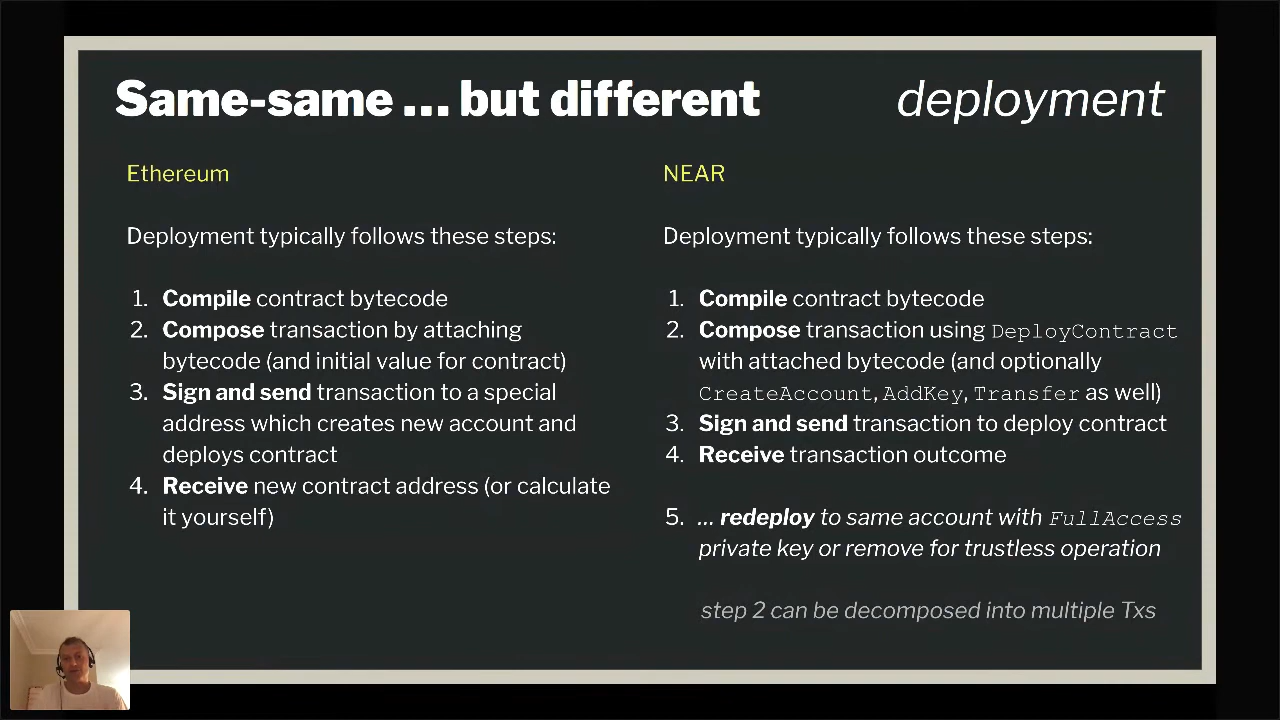 Same-same ... but different
deployment
Ethereum
Deployment typically follows these steps:
1. Compile contract bytecode
2. Compose transaction by attaching
bytecode (and initial value for contract)
3. Sign and send transaction to a special
address which creates new account and
deploys contract
4. Receive new contract address (or calculate
it yourself)
NEAR
Deployment typically follows these steps:
1. Compile contract bytecode
2. Compose transaction using DeployContract
with attached bytecode (and optionally
CreateAccount, AddKey, Transfer as well)
3. Sign and send transaction to deploy contract
4. Receive transaction outcome
5. ... redeploy to same account with FullAccess
private key or remove for trustless operation
step 2 can be decomposed into multiple Txs